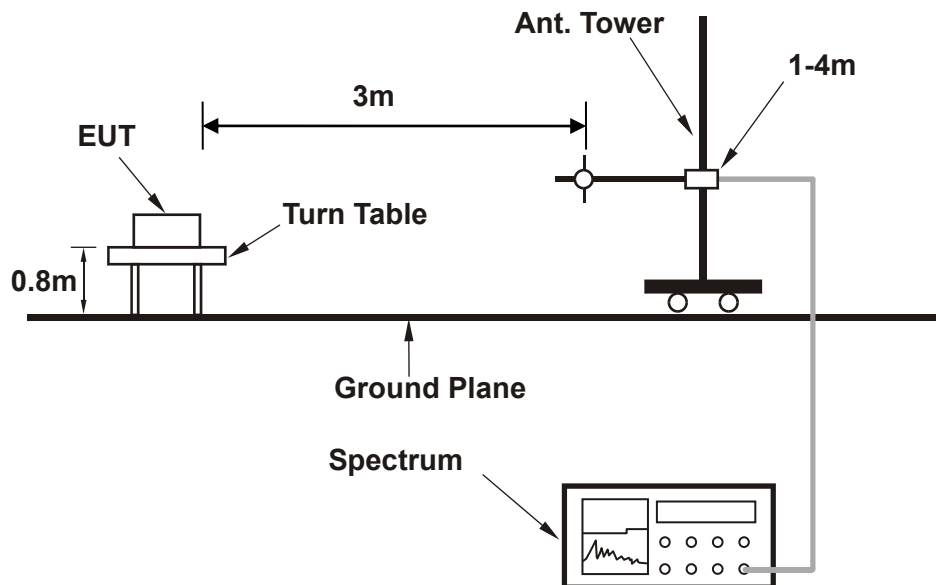 Ant. Tower
1-4m
3m
EUT
Turn Table
0.8m
Ground Plane
Spectrum